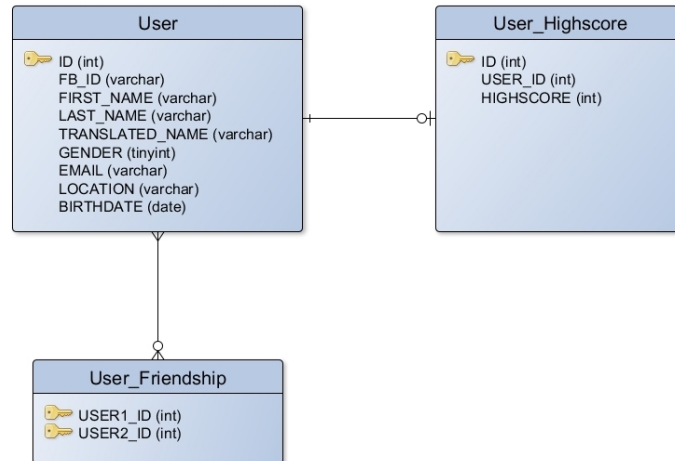 User
ID (int)
FB_ID (varchar)
FIRST_NAME (varchar)
LAST_NAME (varchar)
TRANSLATED_NAME (varchar)
GENDER (tinyint)
EMAIL (varchar)
LOCATION (varchar)
BIRTHDATE (date)
User_Highscore
ID (int)
USER_ID (int)
HIGHSCORE (int)
User_Friendship
USER1_ID (int)
USER2_ID (int)